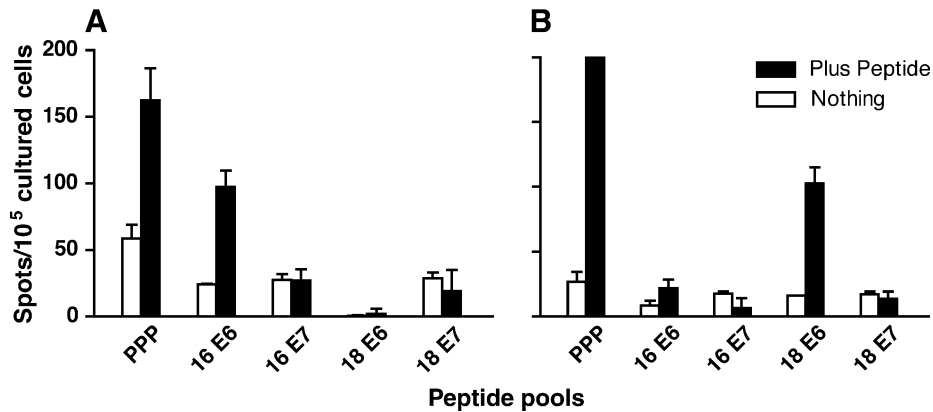 A
B
Spots/10⁵ cultured cells
200
150
100
50
0
Plus Peptide
Nothing
PPP
16 E6
16 E7
18 E6
18 E7
PPP
16 E6
16 E7
18 E6
18 E7
Peptide pools